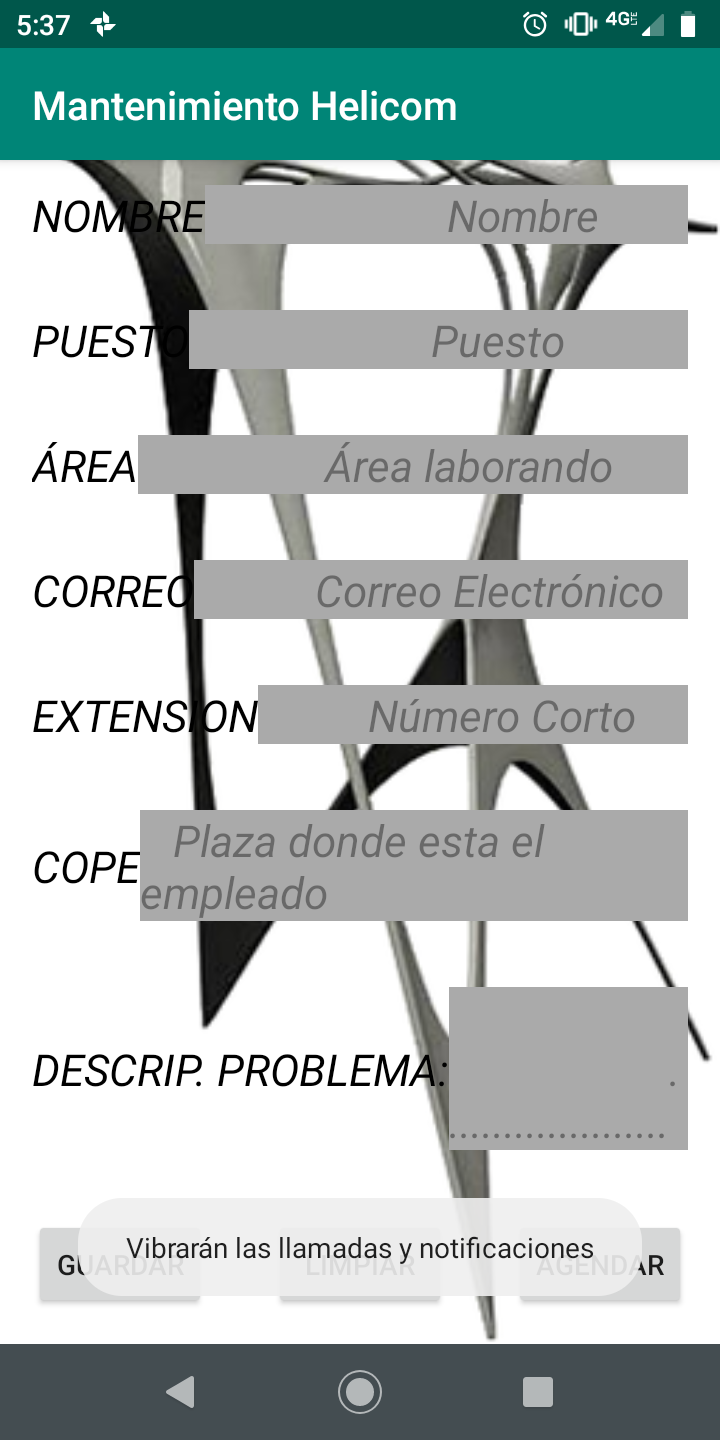 5:37 4G LTE
Mantenimiento Helicom
NOMBRE Nombre
PUESTO Puesto
ÁREA Área laborando
CORREO Correo Electrónico
EXTENSION Número Corto
COPE Plaza donde esta el
empleado
DESCRIP. PROBLEMA: .
....................
Vibrarán las llamadas y notificaciones
GUARDAR LIMPIAR AGENDAR